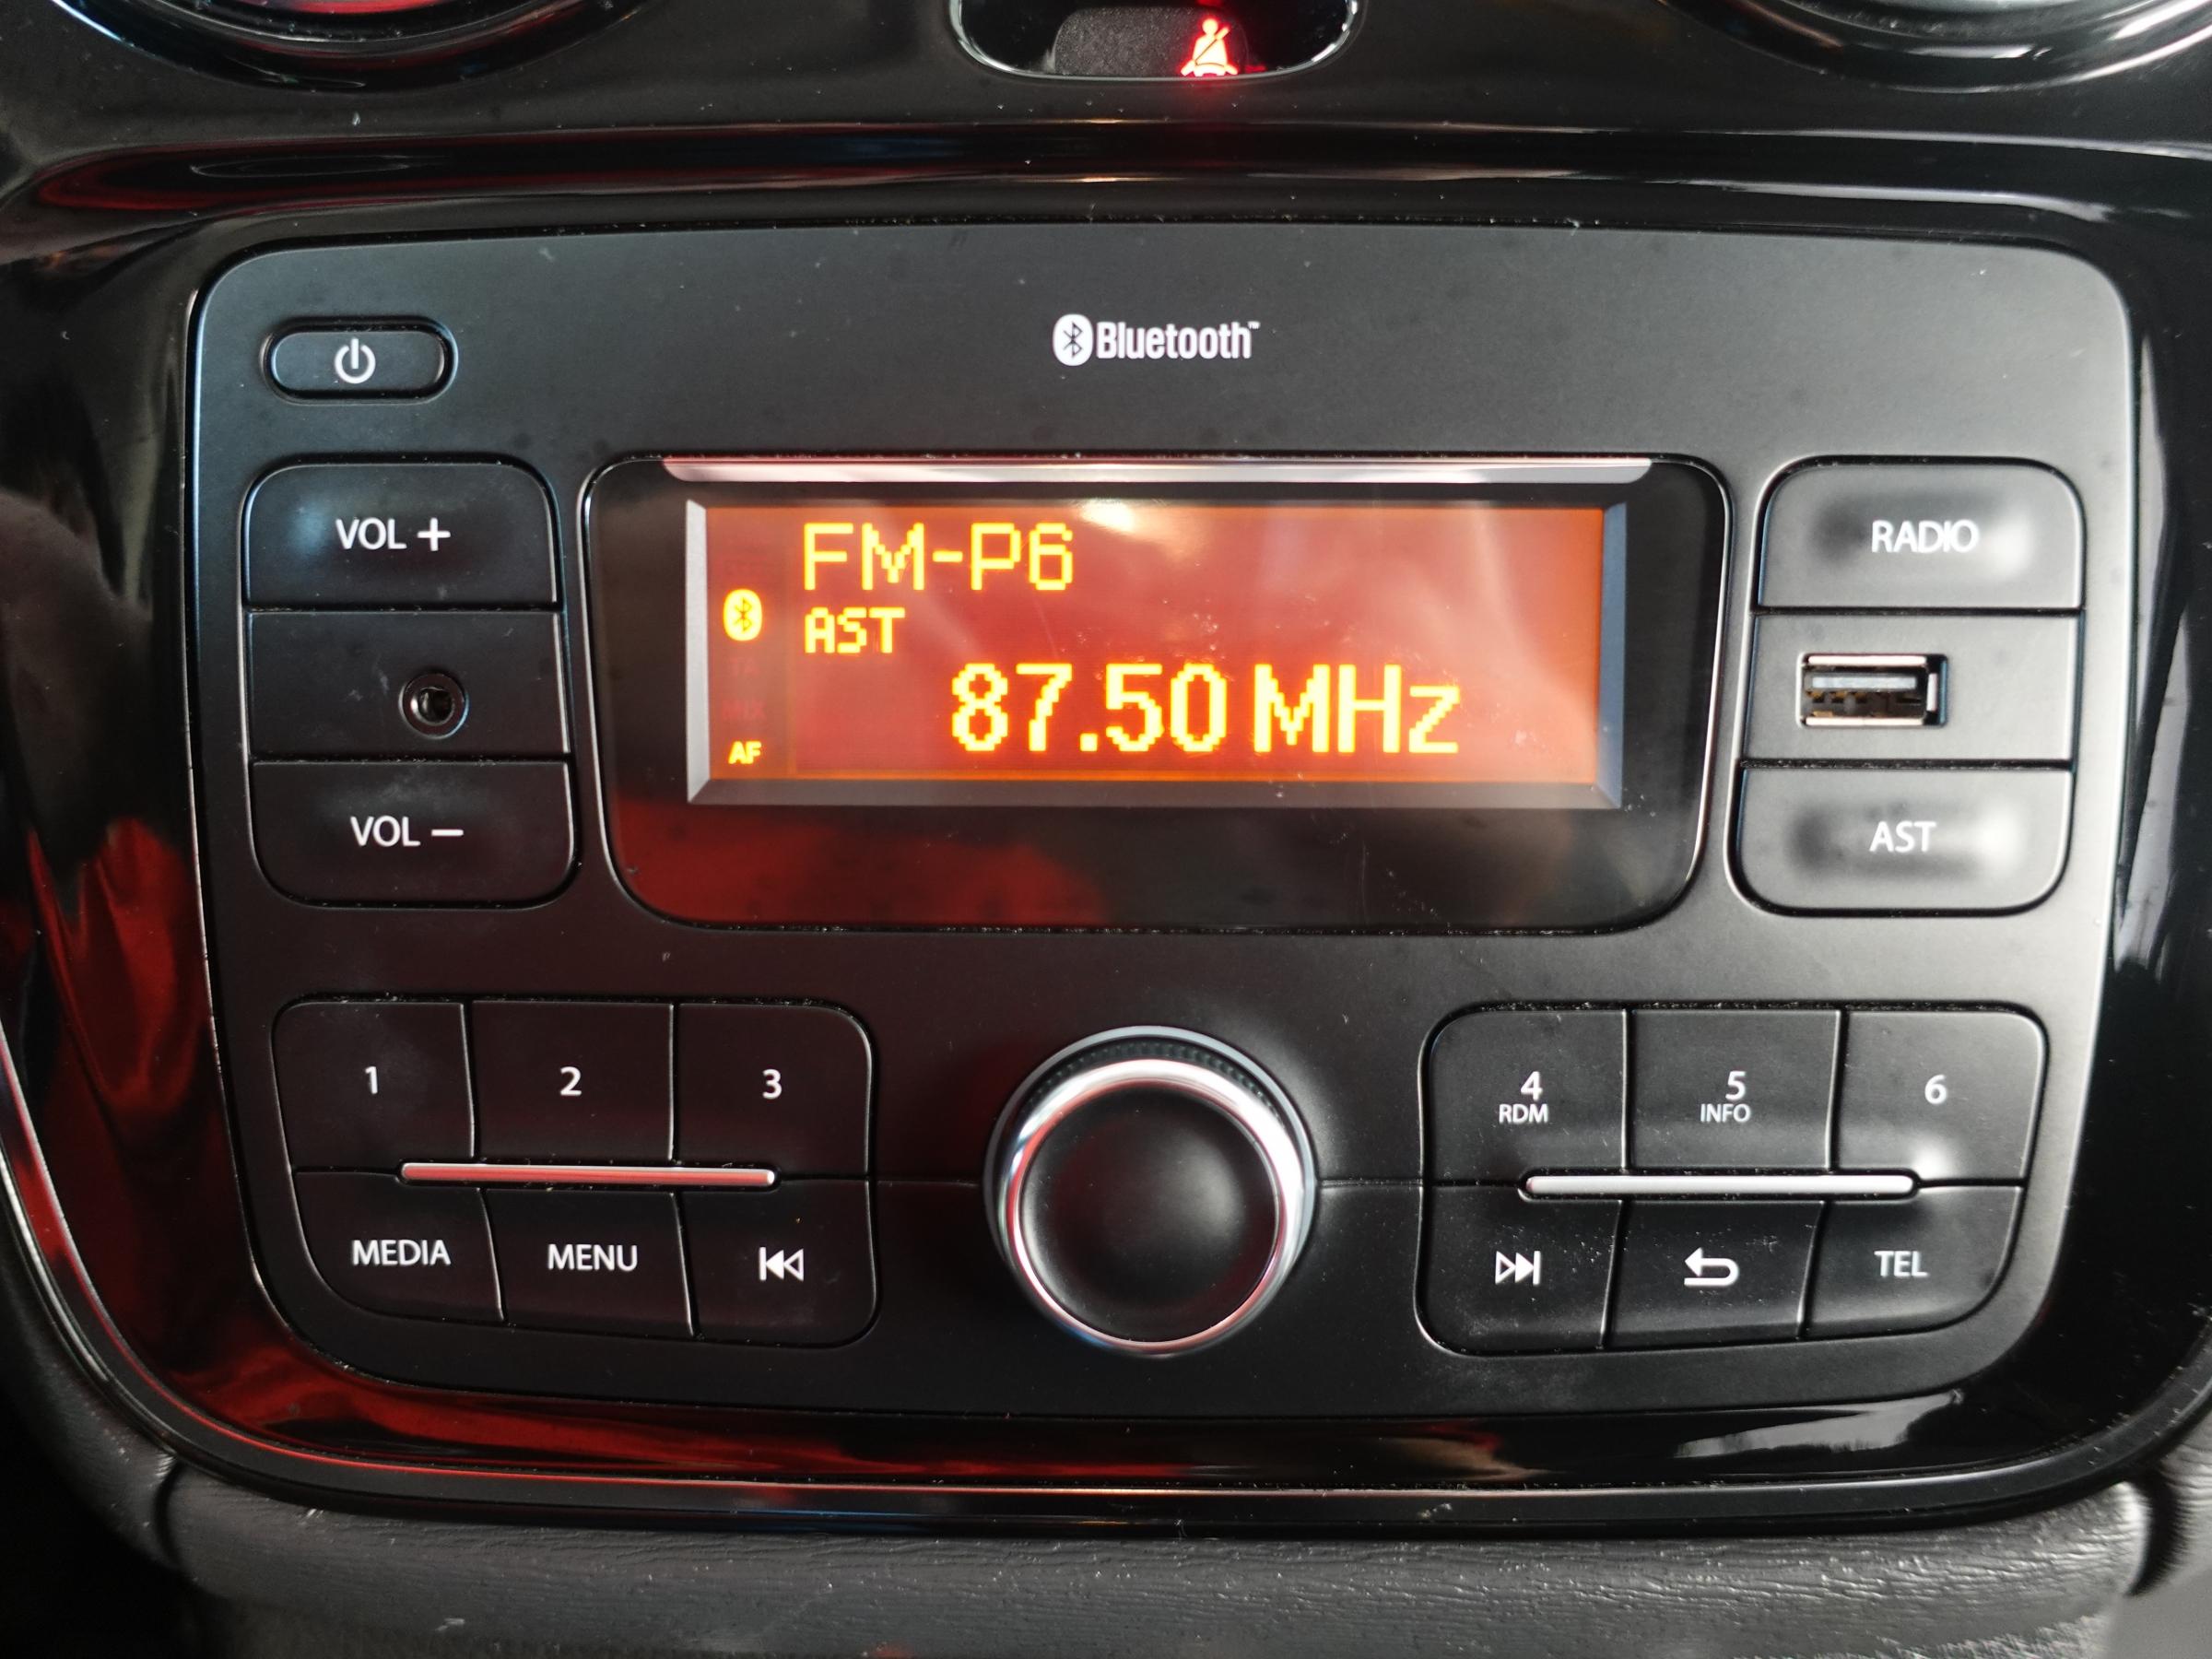 Bluetooth™
VOL +
FM-P6
RADIO
AST
87.50 MHz
AF
VOL −
AST
1
2
3
4
RDM
5
INFO
6
MEDIA
MENU
TEL